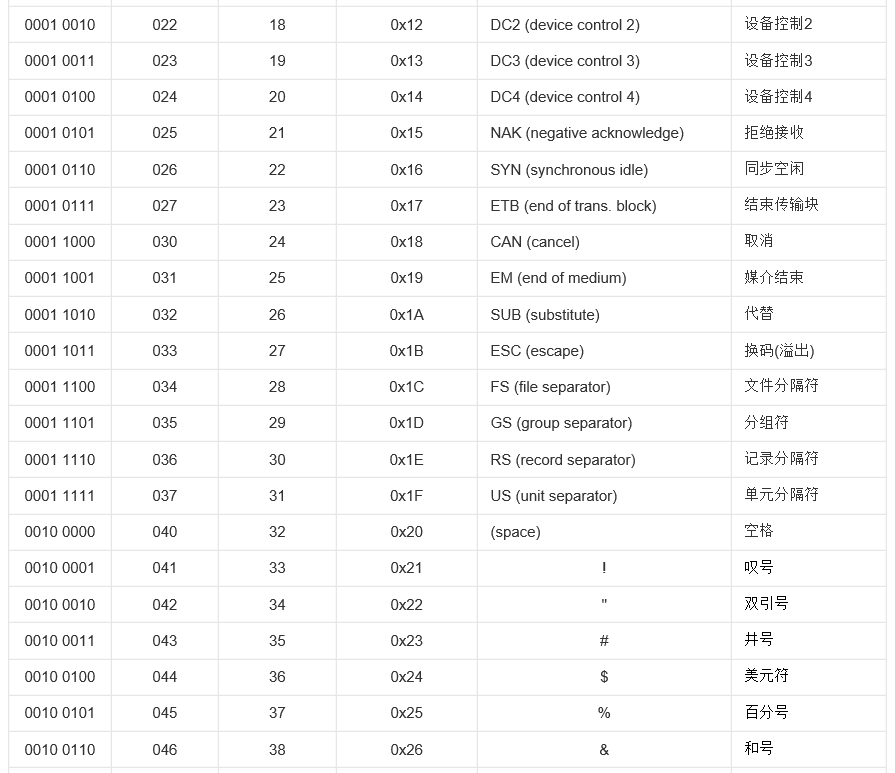 0001 0010 022 18 0x12 DC2 (device control 2) 设备控制2
0001 0011 023 19 0x13 DC3 (device control 3) 设备控制3
0001 0100 024 20 0x14 DC4 (device control 4) 设备控制4
0001 0101 025 21 0x15 NAK (negative acknowledge) 拒绝接收
0001 0110 026 22 0x16 SYN (synchronous idle) 同步空闲
0001 0111 027 23 0x17 ETB (end of trans. block) 结束传输块
0001 1000 030 24 0x18 CAN (cancel) 取消
0001 1001 031 25 0x19 EM (end of medium) 媒介结束
0001 1010 032 26 0x1A SUB (substitute) 代替
0001 1011 033 27 0x1B ESC (escape) 换码(溢出)
0001 1100 034 28 0x1C FS (file separator) 文件分隔符
0001 1101 035 29 0x1D GS (group separator) 分组符
0001 1110 036 30 0x1E RS (record separator) 记录分隔符
0001 1111 037 31 0x1F US (unit separator) 单元分隔符
0010 0000 040 32 0x20 (space) 空格
0010 0001 041 33 0x21 ! 叹号
0010 0010 042 34 0x22 " 双引号
0010 0011 043 35 0x23 # 井号
0010 0100 044 36 0x24 $ 美元符
0010 0101 045 37 0x25 % 百分号
0010 0110 046 38 0x26 & 和号